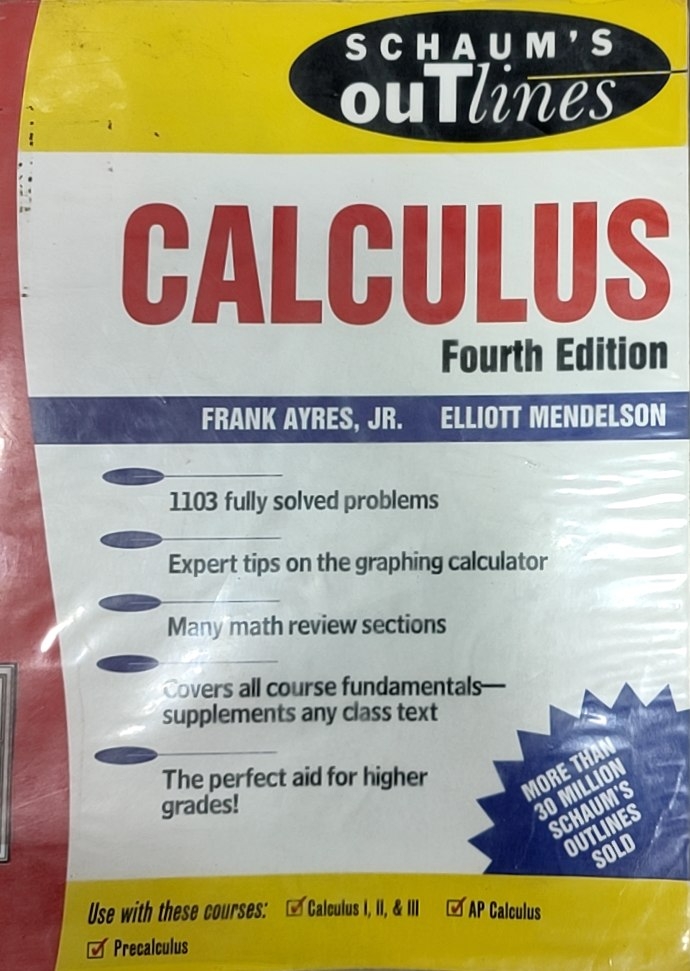 SCHAUM'S
ouTlines
CALCULUS
Fourth Edition
FRANK AYRES, JR. ELLIOTT MENDELSON
1103 fully solved problems
Expert tips on the graphing calculator
Many math review sections
Covers all course fundamentals—
supplements any class text
The perfect aid for higher
grades!
MORE THAN
30 MILLION
SCHAUM'S
OUTLINES
SOLD
Use with these courses: Calculus I, II, & III AP Calculus
Precalculus